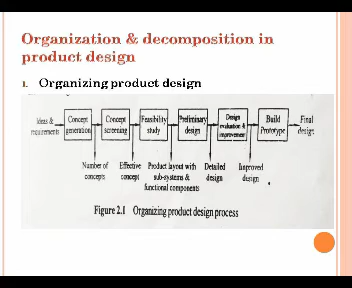 Organization & decomposition in
product design
1. Organizing product design
Ideas &
requirements
Concept
generation
Concept
screening
Feasibility
study
Preliminary
design
Design
evaluation &
improvement
Build
Prototype
Final
design
Number of
concepts
Effective
concept
Product layout with
sub-systems &
functional components
Detailed
design
Improved
design
Figure 2.1 Organizing product design process